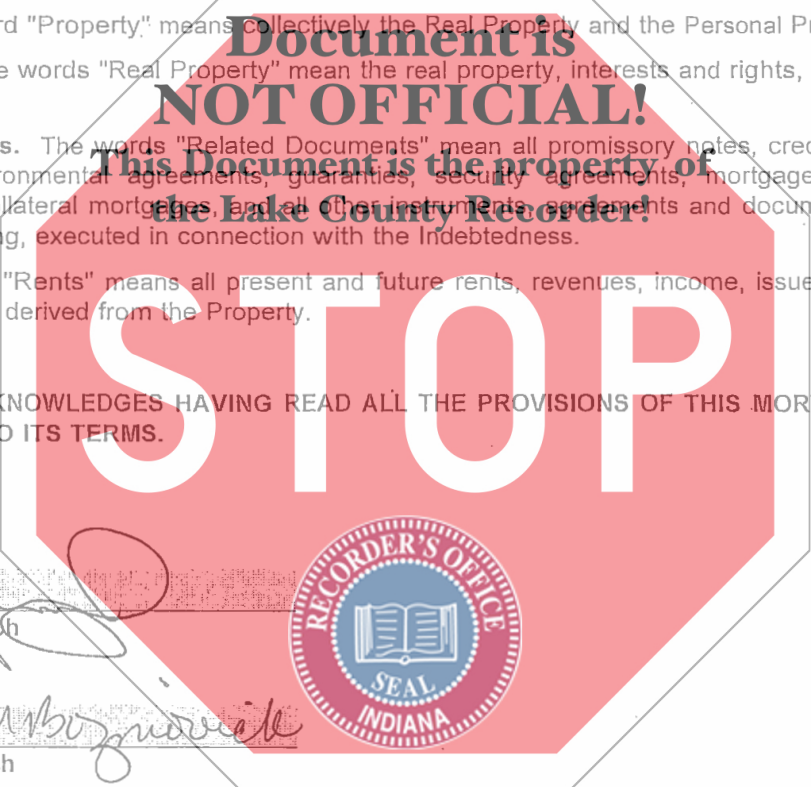 rd "Property" means collectively the Real Property and the Personal Pr
Document is
e words "Real Property" mean the real property, interests and rights,
NOT OFFICIAL!
s. The words "Related Documents" mean all promissory notes, cred
This Document is the property of
ronmental agreements, guaranties, security agreements, mortgage
llateral mortgages, and all other instruments, agreements and docum
the Lake County Recorder!
ng, executed in connection with the Indebtedness.
"Rents" means all present and future rents, revenues, income, issue
derived from the Property.
STOP
KNOWLEDGES HAVING READ ALL THE PROVISIONS OF THIS MOR
O ITS TERMS.
RECORDER'S OFFICE
SEAL
INDIANA
h
h